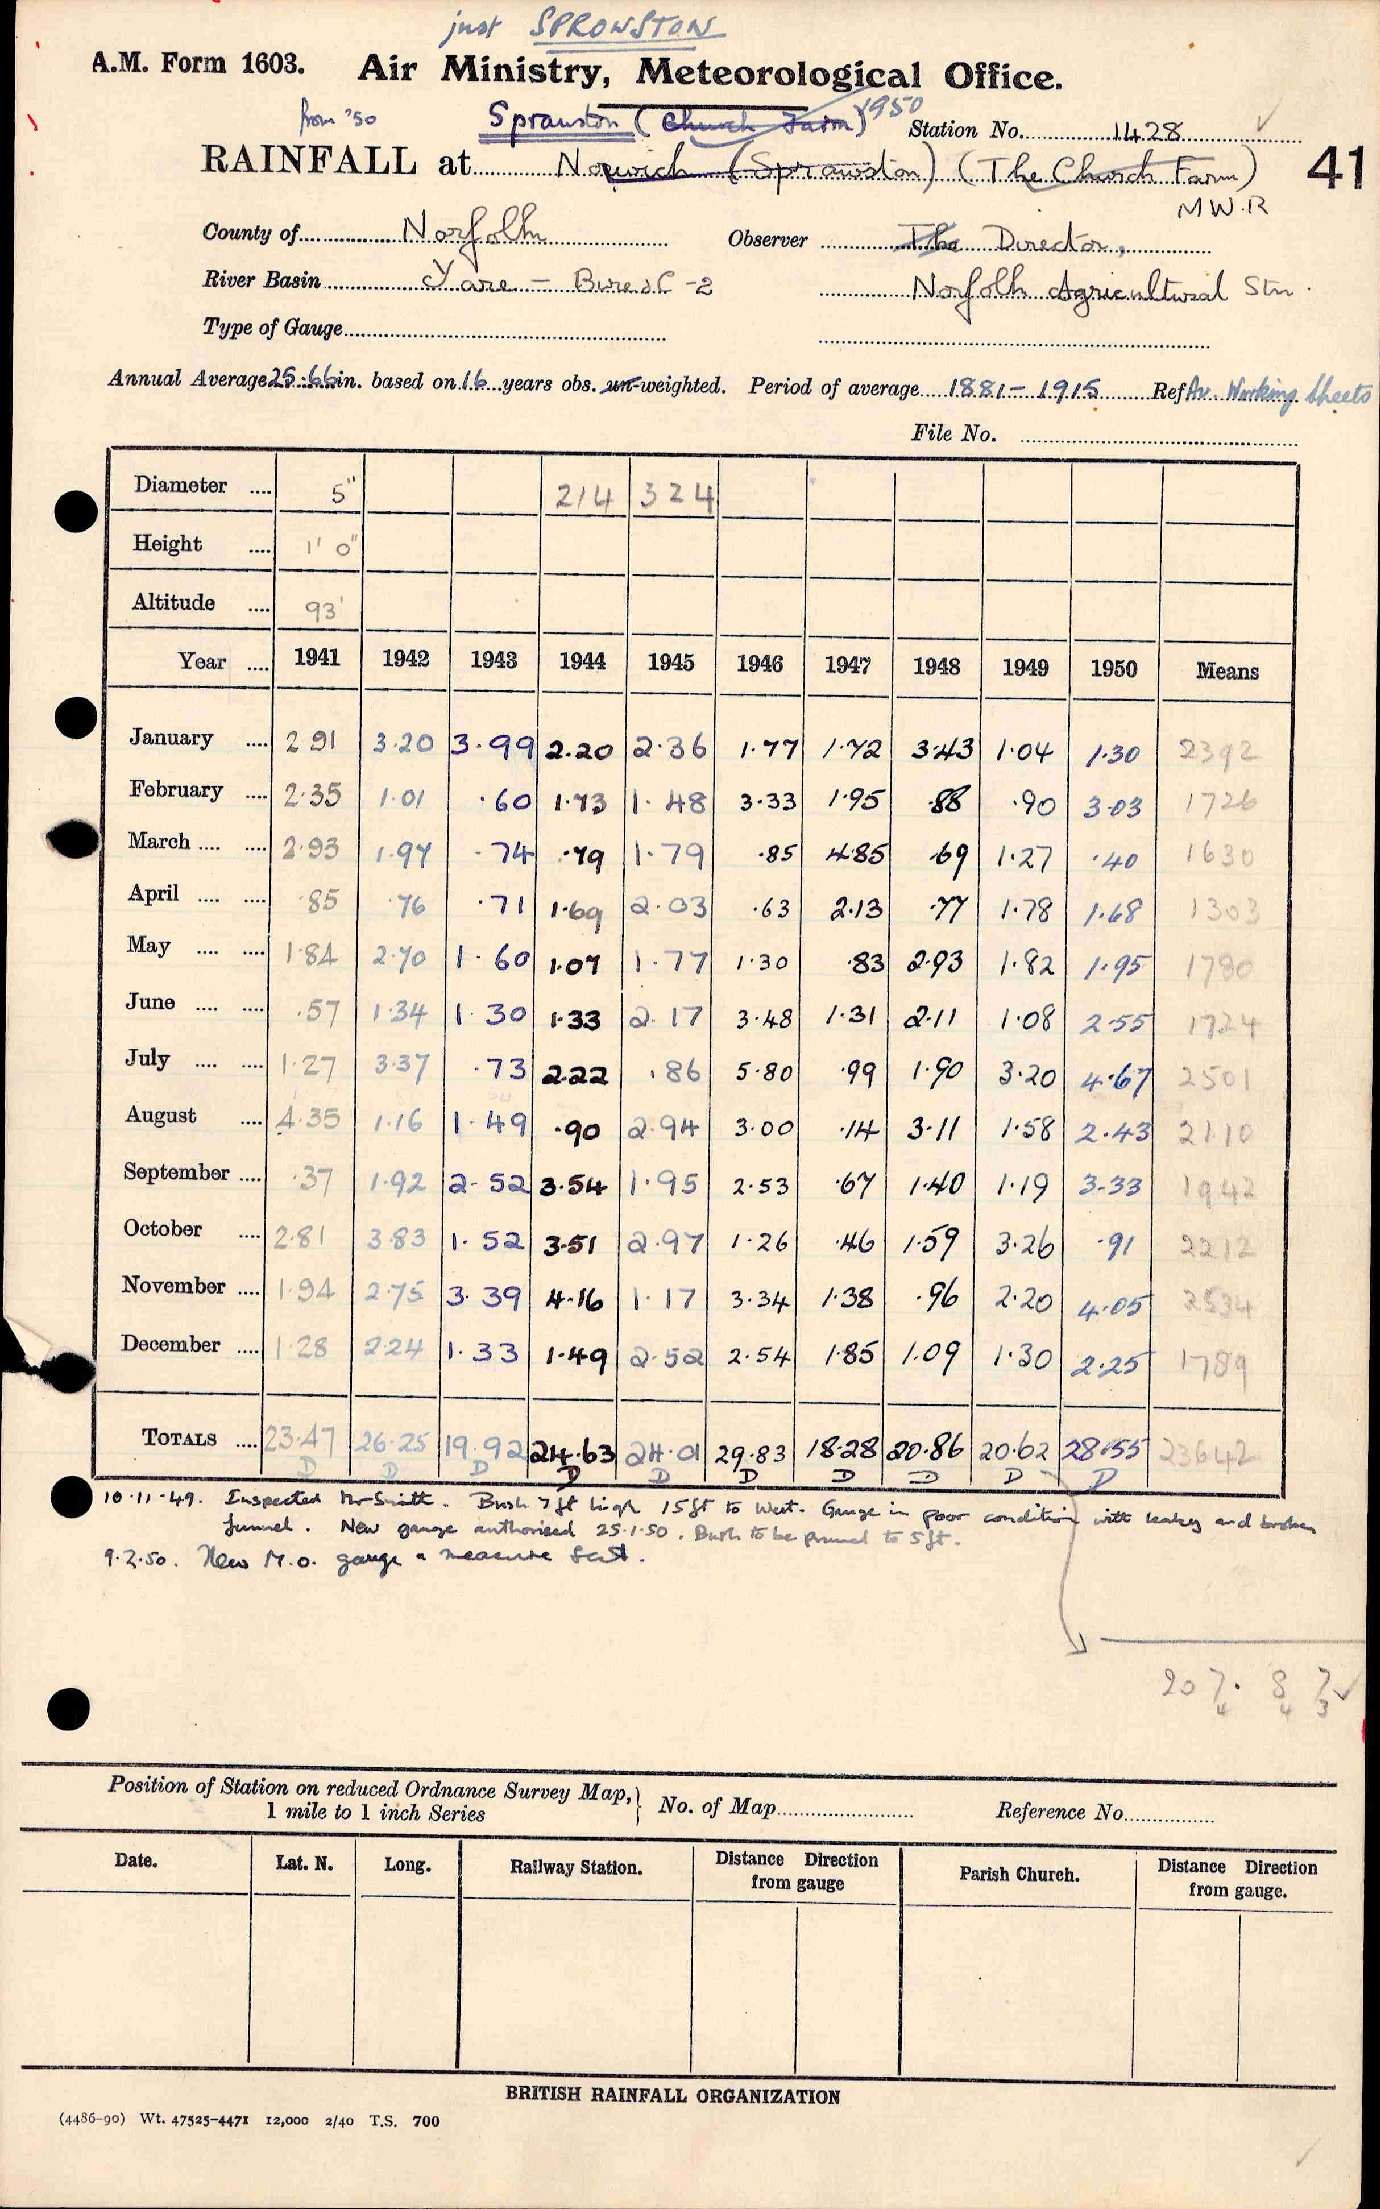 just SPROWSTON
A.M. Form 1603. Air Ministry, Meteorological Office.
from '50 Sprowston (Church Farm) 1950 Station No. 1428
RAINFALL at Norwich (Sprowston) (The Church Farm) 41
M.W.R
County of Norfolk Observer The Director,
River Basin Yare — Bure &c -2 Norfolk Agricultural Stn.
Type of Gauge
Annual Average 25.66 in. based on 16 years obs. un-weighted. Period of average 1881 – 1915 Ref Av. Working Sheets
File No.
Diameter .... 5" 214 324
Height .... 1' 0"
Altitude .... 93'
Year .... 1941 1942 1943 1944 1945 1946 1947 1948 1949 1950 Means
January .... 2.91 3.20 3.99 2.20 2.36 1.77 1.72 3.43 1.04 1.30 2392
February .... 2.35 1.01 .60 1.73 1.48 3.33 1.95 .88 .90 3.03 1726
March .... .... 2.93 1.97 .74 .79 1.79 .85 4.85 .69 1.27 .40 1630
April .... .... .85 .76 .71 1.69 2.03 .63 2.13 .77 1.78 1.68 1303
May .... .... 1.84 2.70 1.60 1.07 1.77 1.30 .83 2.93 1.82 1.95 1780
June .... .... .57 1.34 1.30 1.33 2.17 3.48 1.31 2.11 1.08 2.55 1724
July .... .... 1.27 3.37 .73 2.22 .86 5.80 .99 1.90 3.20 4.67 2501
August .... 4.35 1.16 1.49 .90 2.94 3.00 .14 3.11 1.58 2.43 2110
September .... .37 1.92 2.52 3.54 1.95 2.53 .67 1.40 1.19 3.33 1942
October .... 2.81 3.83 1.52 3.51 2.97 1.26 .46 1.59 3.26 .91 2212
November .... 1.94 2.75 3.39 4.16 1.17 3.34 1.38 .96 2.20 4.05 2534
December .... 1.28 2.24 1.33 1.49 2.52 2.54 1.85 1.09 1.30 2.25 1789
TOTALS .... 23.47 26.25 19.92 24.63 24.01 29.83 18.28 20.86 20.62 28.55 23642
D D D D D D D D D D
10.11.49. Inspected Mr Smith. Bush 7 ft high 15 ft to West. Gauge in poor condition with leaky and broken
funnel. New gauge authorised 25.1.50. Bush to be pruned to 5 ft.
9.2.50. New M.O. gauge & measure sent.
20 7. 8 7
4 4 3
Position of Station on reduced Ordnance Survey Map,
1 mile to 1 inch Series
No. of Map Reference No.
Date. Lat. N. Long. Railway Station. Distance Direction from gauge Parish Church. Distance Direction from gauge.
BRITISH RAINFALL ORGANIZATION
(4486-90) Wt. 47525-4471 12,000 2/40 T.S. 700